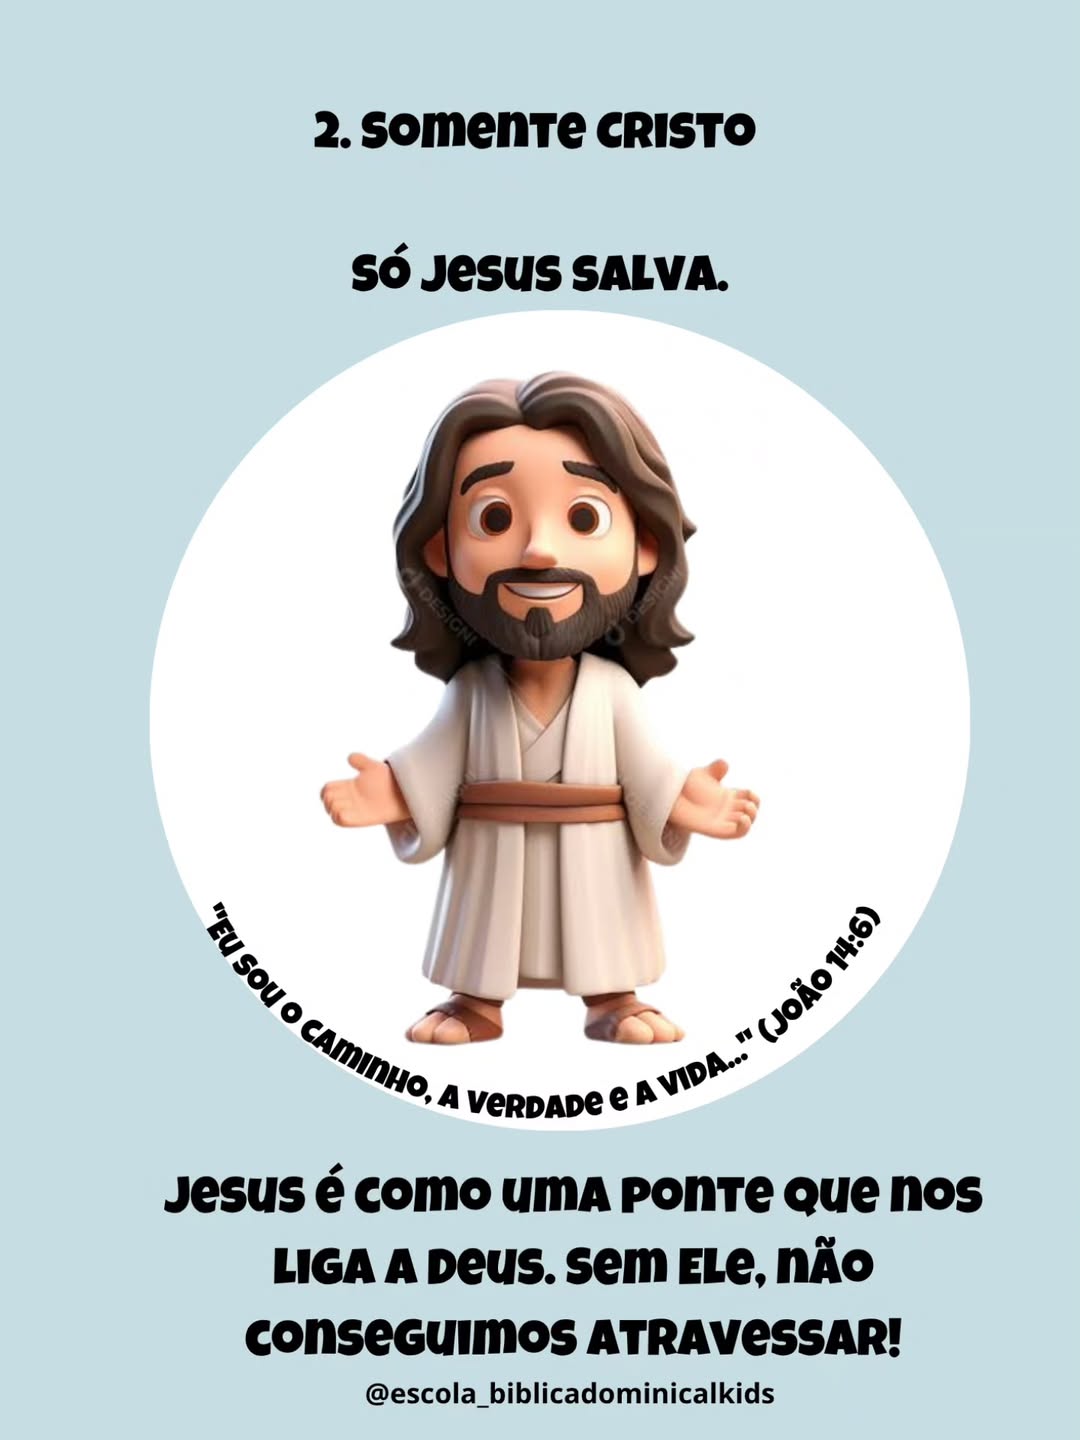 2. Somente Cristo
Só Jesus salva.
"Eu sou o caminho, a verdade e a vida..." (João 14:6)
Jesus é como uma ponte que nos
liga a Deus. Sem Ele, não
conseguimos atravessar!
@escola_biblicadominicalkids